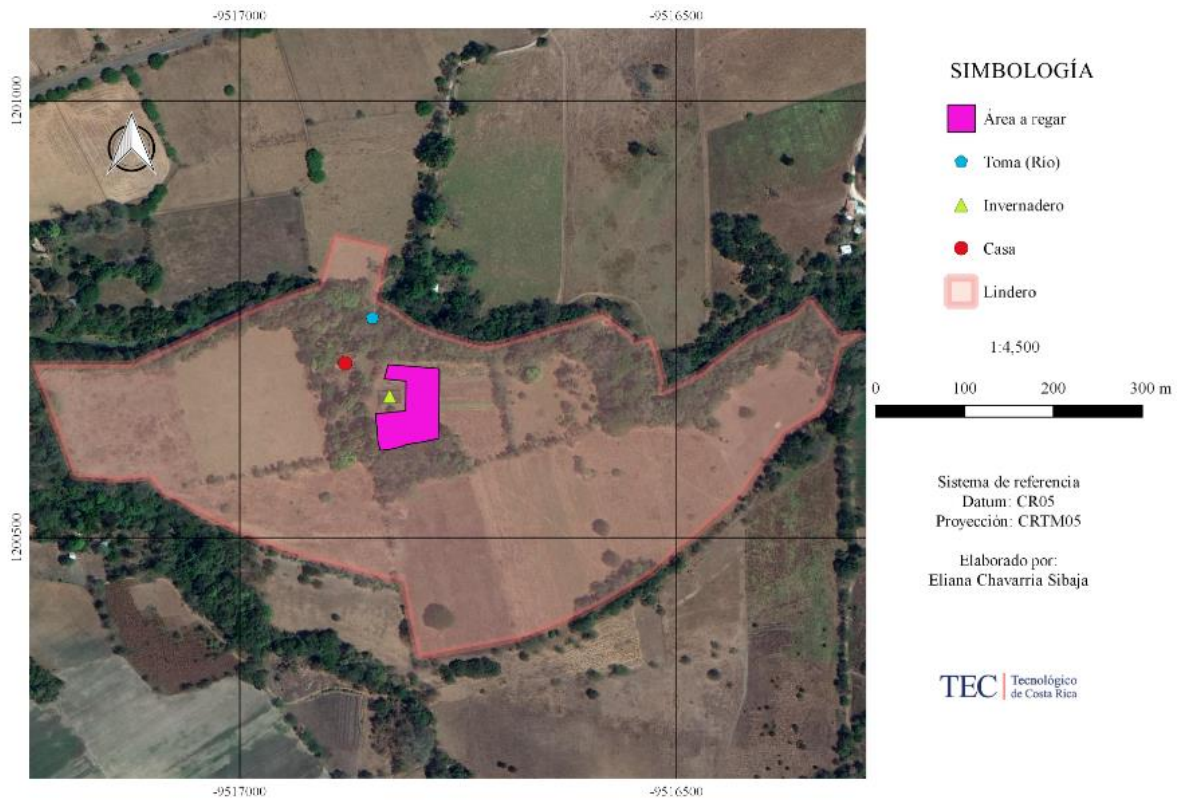 -9517000
-9516500
1201000
1200500
SIMBOLOGÍA
Área a regar
Toma (Río)
Invernadero
Casa
Lindero
1:4,500
0 100 200 300 m
Sistema de referencia
Datum: CR05
Proyección: CRTM05
Elaborado por:
Eliana Chavarria Sibaja
TEC Tecnológico
de Costa Rica
-9517000
-9516500